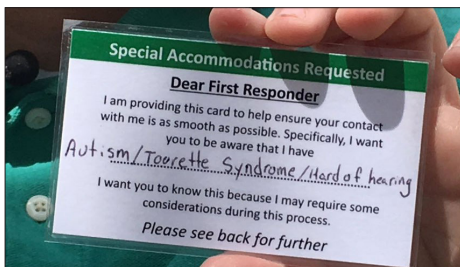 Special Accommodations Requested
Dear First Responder
I am providing this card to help ensure your contact
with me is as smooth as possible. Specifically, I want
you to be aware that I have
Autism/Tourette Syndrome/Hard of hearing
I want you to know this because I may require some
considerations during this process.
Please see back for further